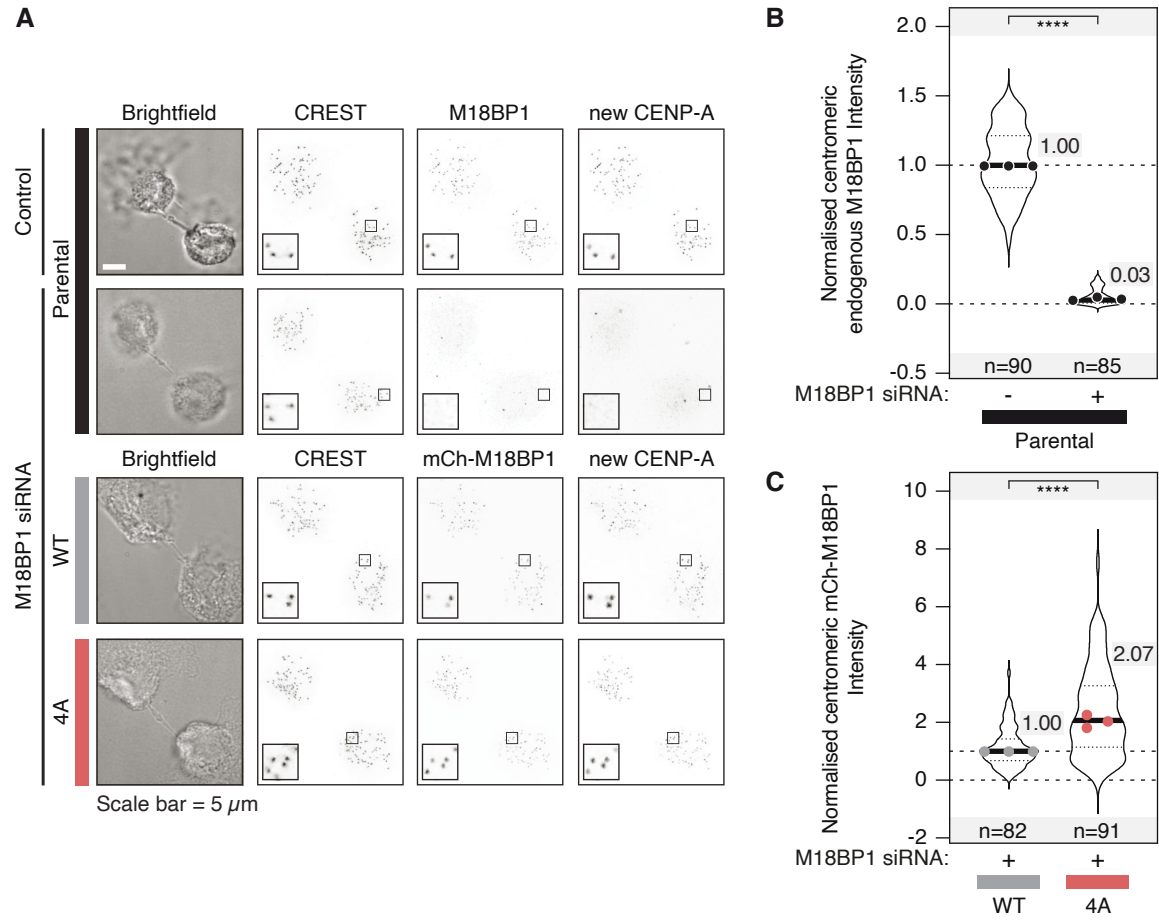 A
Brightfield CREST M18BP1 new CENP-A
Control
Parental
Brightfield CREST mCh-M18BP1 new CENP-A
M18BP1 siRNA
WT
4A
Scale bar = 5 µm
B
Normalised centromeric
endogenous M18BP1 Intensity
2.0
1.5
1.0
0.5
0.0
-0.5
****
1.00
0.03
n=90 n=85
M18BP1 siRNA: - +
Parental
C
Normalised centromeric mCh-M18BP1
Intensity
10
8
6
4
2
0
-2
****
2.07
1.00
n=82 n=91
M18BP1 siRNA: + +
WT 4A